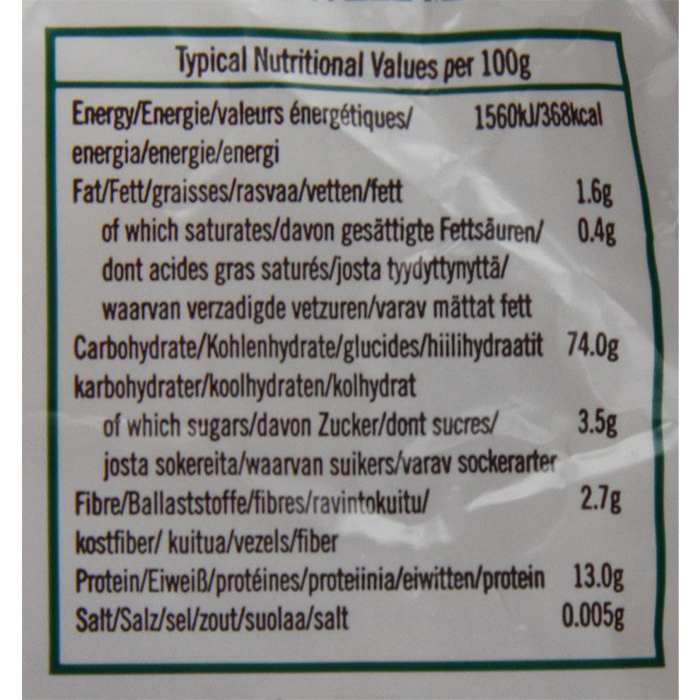 Typical Nutritional Values per 100g
Energy/Energie/valeurs énergétiques/ 1560kJ/368kcal
energia/energie/energi
Fat/Fett/graisses/rasvaa/vetten/fett 1.6g
of which saturates/davon gesättigte Fettsäuren/ 0.4g
dont acides gras saturés/josta tyydyttynyttä/
waarvan verzadigde vetzuren/varav mättat fett
Carbohydrate/Kohlenhydrate/glucides/hiilihydraatit 74.0g
karbohydrater/koolhydraten/kolhydrat
of which sugars/davon Zucker/dont sucres/ 3.5g
josta sokereita/waarvan suikers/varav sockerarter
Fibre/Ballaststoffe/fibres/ravintokuitu/ 2.7g
kostfiber/ kuitua/vezels/fiber
Protein/Eiweiß/protéines/proteiinia/eiwitten/protein 13.0g
Salt/Salz/sel/zout/suolaa/salt 0.005g